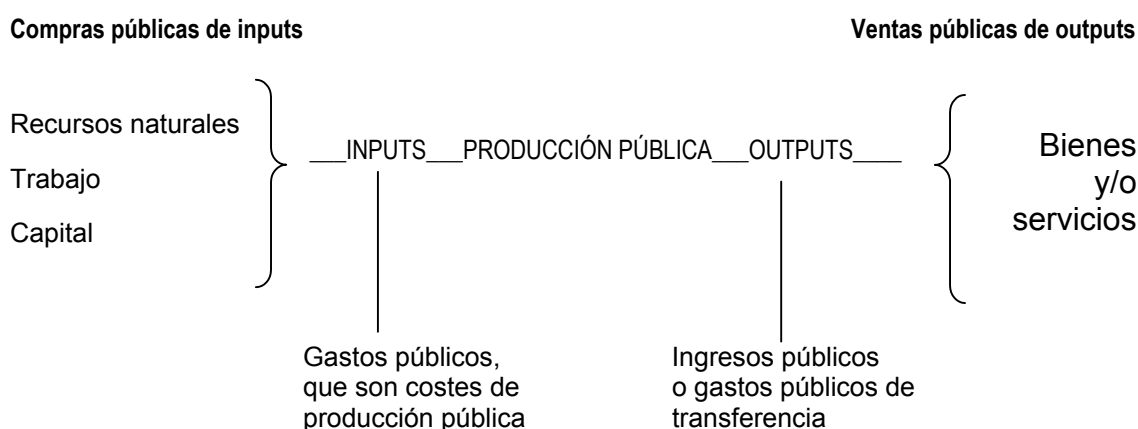 Compras públicas de inputs
Ventas públicas de outputs
Recursos naturales
Trabajo
Capital
___INPUTS___PRODUCCIÓN PÚBLICA___OUTPUTS____
Bienes
y/o
servicios
Gastos públicos,
que son costes de
producción pública
Ingresos públicos
o gastos públicos de
transferencia